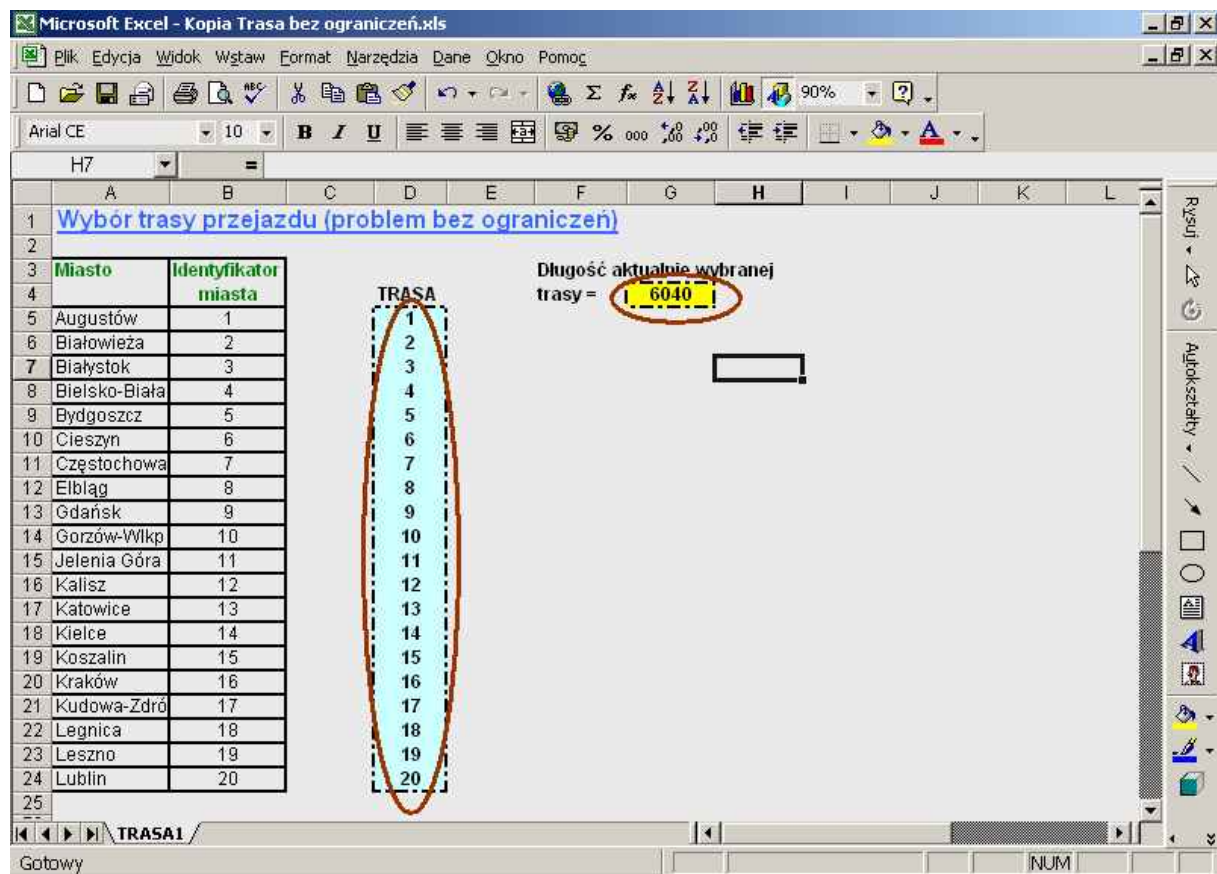 Microsoft Excel - Kopia Trasa bez ograniczeń.xls
Plik Edycja Widok Wstaw Format Narzędzia Dane Okno Pomoc
90%
Arial CE 10 B I U % 000
H7 =
A B C D E F G H I J K L
1 Wybór trasy przejazdu (problem bez ograniczeń)
2
3 Miasto Identyfikator Długość aktualnie wybranej
4 miasta TRASA trasy = 6040
5 Augustów 1 1
6 Białowieża 2 2
7 Białystok 3 3
8 Bielsko-Biała 4 4
9 Bydgoszcz 5 5
10 Cieszyn 6 6
11 Częstochowa 7 7
12 Elbląg 8 8
13 Gdańsk 9 9
14 Gorzów-Wlkp 10 10
15 Jelenia Góra 11 11
16 Kalisz 12 12
17 Katowice 13 13
18 Kielce 14 14
19 Koszalin 15 15
20 Kraków 16 16
21 Kudowa-Zdró 17 17
22 Legnica 18 18
23 Leszno 19 19
24 Lublin 20 20
25
TRASA1
Gotowy NUM
Rysuj
Autokształty